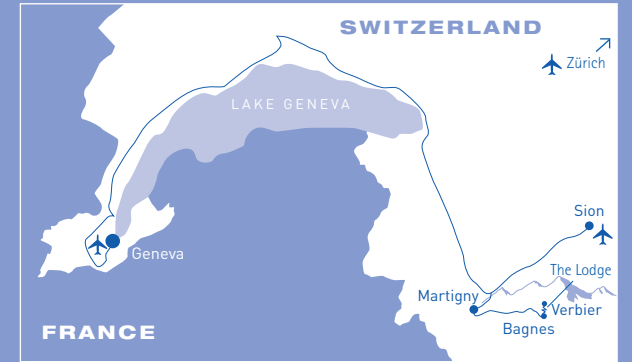 SWITZERLAND
Zürich
LAKE GENEVA
Sion
Geneva
The Lodge
Martigny
Verbier
Bagnes
FRANCE